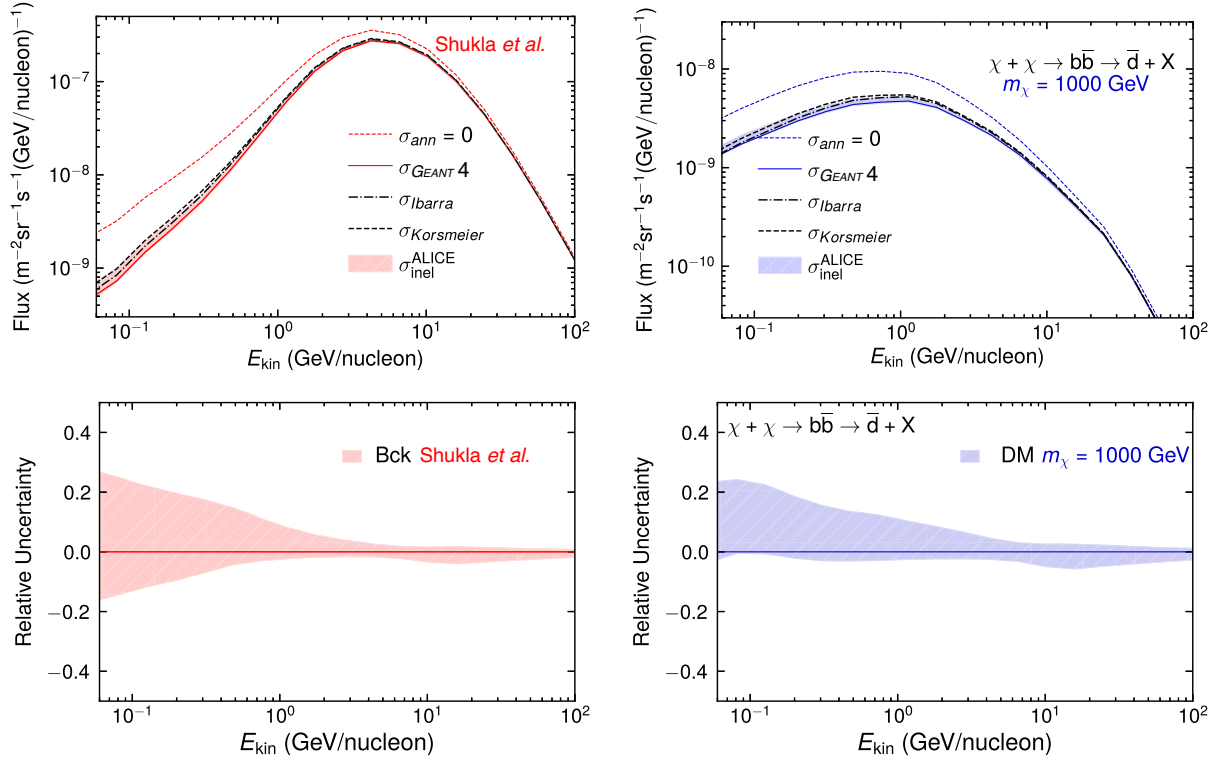 Flux (m⁻²sr⁻¹s⁻¹(GeV/nucleon)⁻¹)
10⁻⁷
10⁻⁸
10⁻⁹
Shukla et al.
σ_ann = 0
σ_GEANT 4
σ_Ibarra
σ_Korsmeier
σ_inel^ALICE
10⁻¹ 10⁰ 10¹ 10²
E_kin (GeV/nucleon)
Flux (m⁻²sr⁻¹s⁻¹(GeV/nucleon)⁻¹)
10⁻⁸
10⁻⁹
10⁻¹⁰
χ + χ → bb̅ → d̅ + X
m_χ = 1000 GeV
σ_ann = 0
σ_GEANT 4
σ_Ibarra
σ_Korsmeier
σ_inel^ALICE
10⁻¹ 10⁰ 10¹ 10²
E_kin (GeV/nucleon)
Relative Uncertainty
0.4
0.2
0.0
−0.2
−0.4
Bck Shukla et al.
10⁻¹ 10⁰ 10¹ 10²
E_kin (GeV/nucleon)
Relative Uncertainty
0.4
0.2
0.0
−0.2
−0.4
χ + χ → bb̅ → d̅ + X
DM m_χ = 1000 GeV
10⁻¹ 10⁰ 10¹ 10²
E_kin (GeV/nucleon)